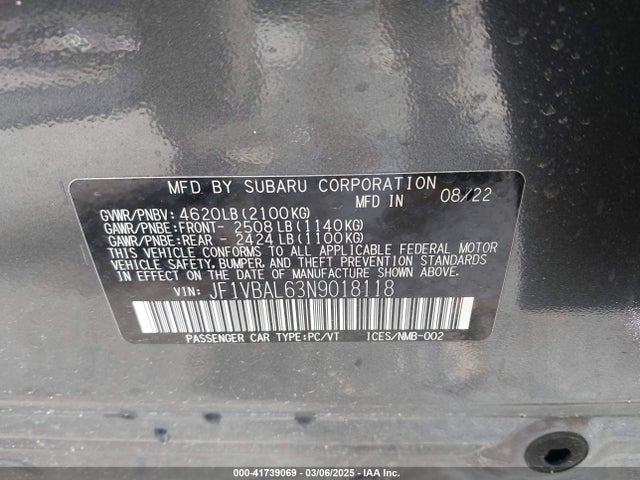 MFD BY SUBARU CORPORATION
MFD IN 08/22
GVWR/PNBV: 4620LB(2100KG)
GAWR/PNBE:FRONT- 2508 LB(1140KG)
GAWR/PNBE:REAR - 2424 LB(1100KG)
THIS VEHICLE CONFORMS TO ALL APPLICABLE FEDERAL MOTOR
VEHICLE SAFETY, BUMPER, AND THEFT PREVENTION STANDARDS
IN EFFECT ON THE DATE OF MANUFACTURE SHOWN ABOVE.
VIN: JF1VBAL63N9018118
PASSENGER CAR TYPE:PC/VT ICES/NMB-002
000-41739069 — 03/06/2025 — IAA Inc.